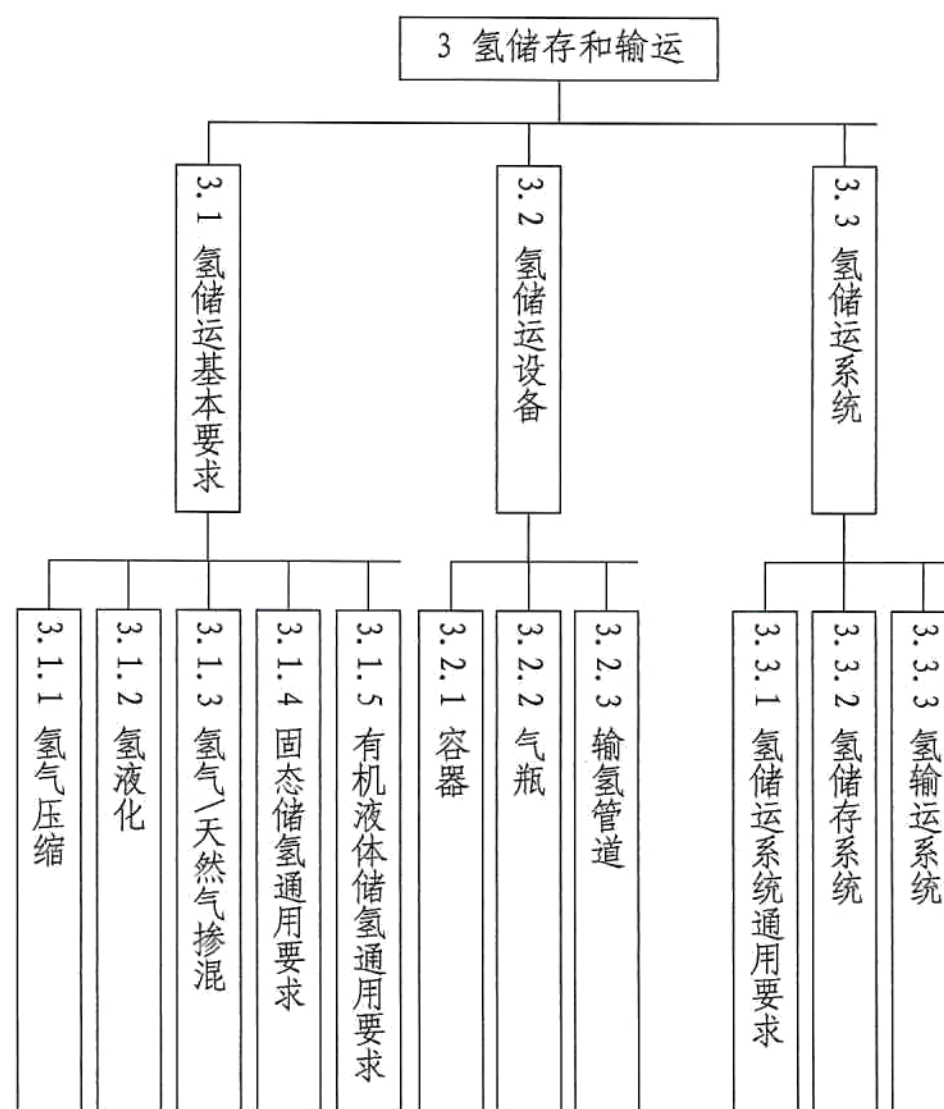 3 氢储存和输运
3.1 氢储运基本要求
3.2 氢储运设备
3.3 氢储运系统
3.1.1 氢气压缩
3.1.2 氢液化
3.1.3 氢气/天然气掺混
3.1.4 固态储氢通用要求
3.1.5 有机液体储氢通用要求
3.2.1 容器
3.2.2 气瓶
3.2.3 输氢管道
3.3.1 氢储运系统通用要求
3.3.2 氢储存系统
3.3.3 氢输运系统